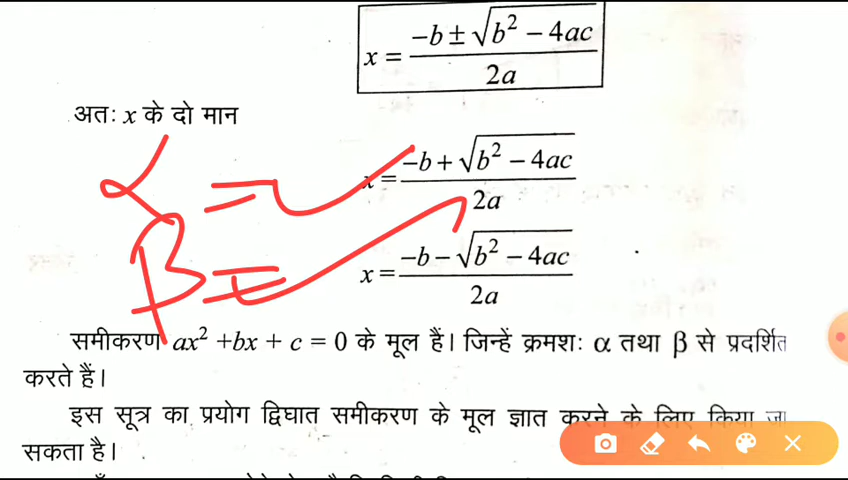 x = (-b ± √(b² - 4ac)) / 2a
अतः x के दो मान
α =
x = (-b + √(b² - 4ac)) / 2a
β =
x = (-b - √(b² - 4ac)) / 2a
समीकरण ax² + bx + c = 0 के मूल हैं। जिन्हें क्रमशः α तथा β से प्रदर्शित
करते हैं।
इस सूत्र का प्रयोग द्विघात समीकरण के मूल ज्ञात करने के लिए किया जा
सकता है।